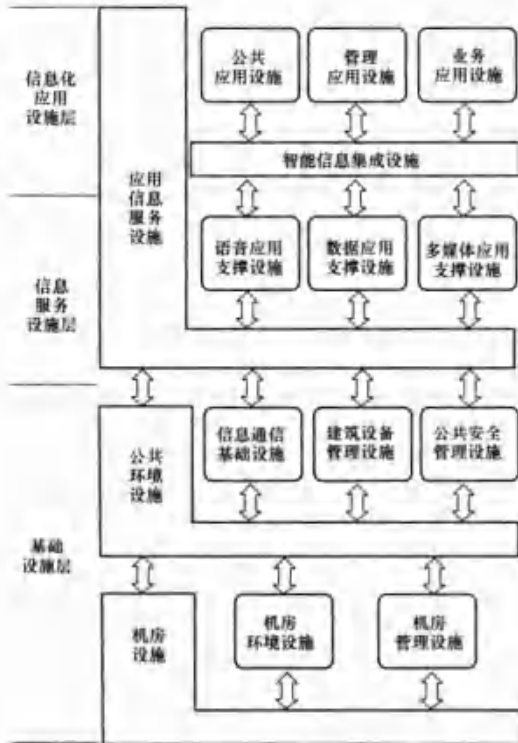 公共
应用设施
管理
应用设施
业务
应用设施
信息化
应用
设施层
智能信息集成设施
应用
信息
服务
设施
语音应用
支撑设施
数据应用
支撑设施
多媒体应用
支撑设施
信息
服务
设施层
信息通信
基础设施
建筑设备
管理设施
公共安全
管理设施
公共
环境
设施
基础
设施层
机房
设施
机房
环境设施
机房
管理设施